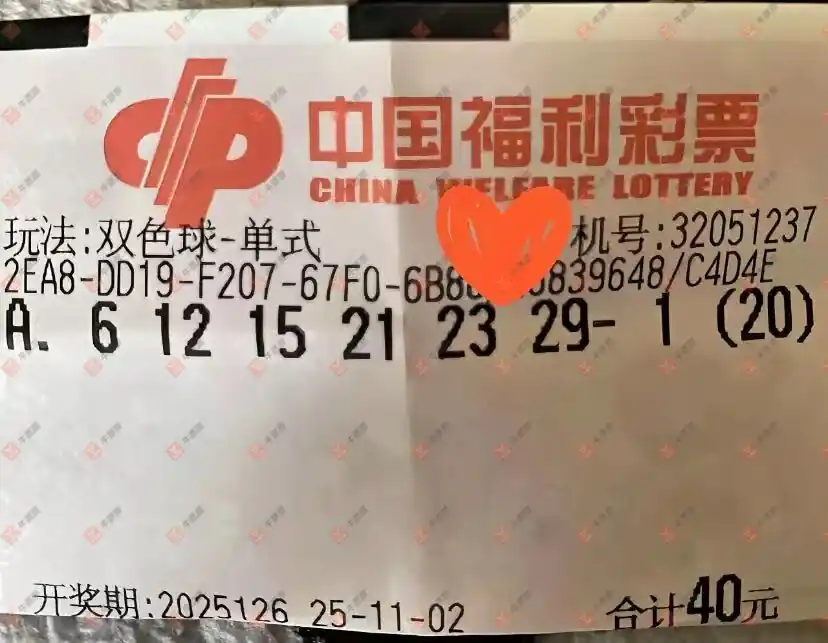 中国福利彩票
CHINA WELFARE LOTTERY
玩法:双色球-单式 机号:32051237
2EA8-DD19-F207-67F0-6B8 839648/C4D4E
A. 6 12 15 21 23 29- 1 (20)
开奖期:2025126 25-11-02 合计40元